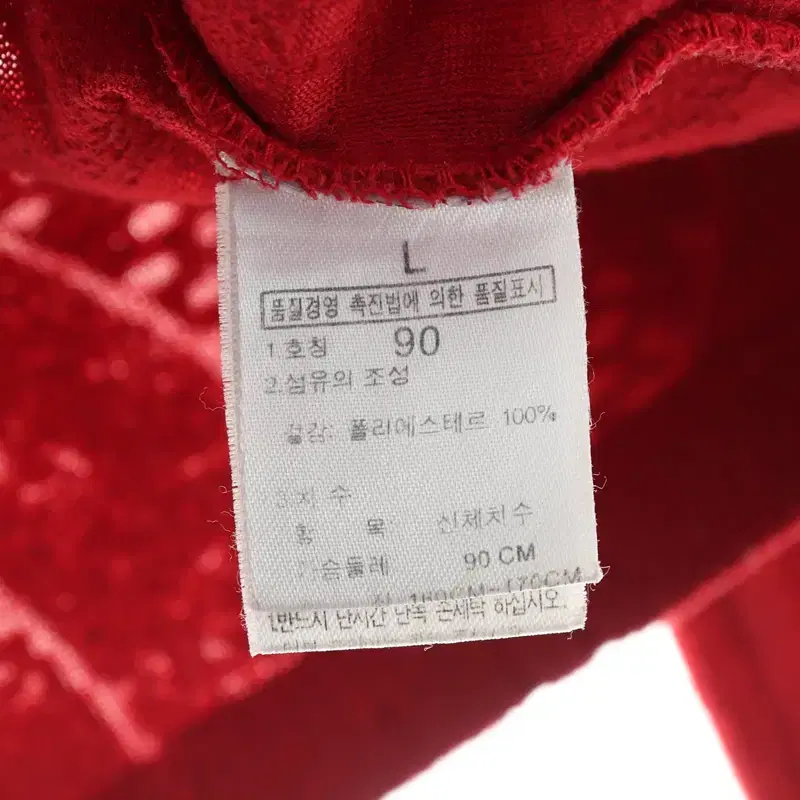 L
품질경영 촉진법에 의한 품질표시
1.호칭 90
2.섬유의 조성
겉감: 폴리에스테르 100%
3.치 수
항 목 신체치수
가슴둘레 90 CM
160CM~170CM
1.반드시 단시간 단독 손세탁 하십시오.